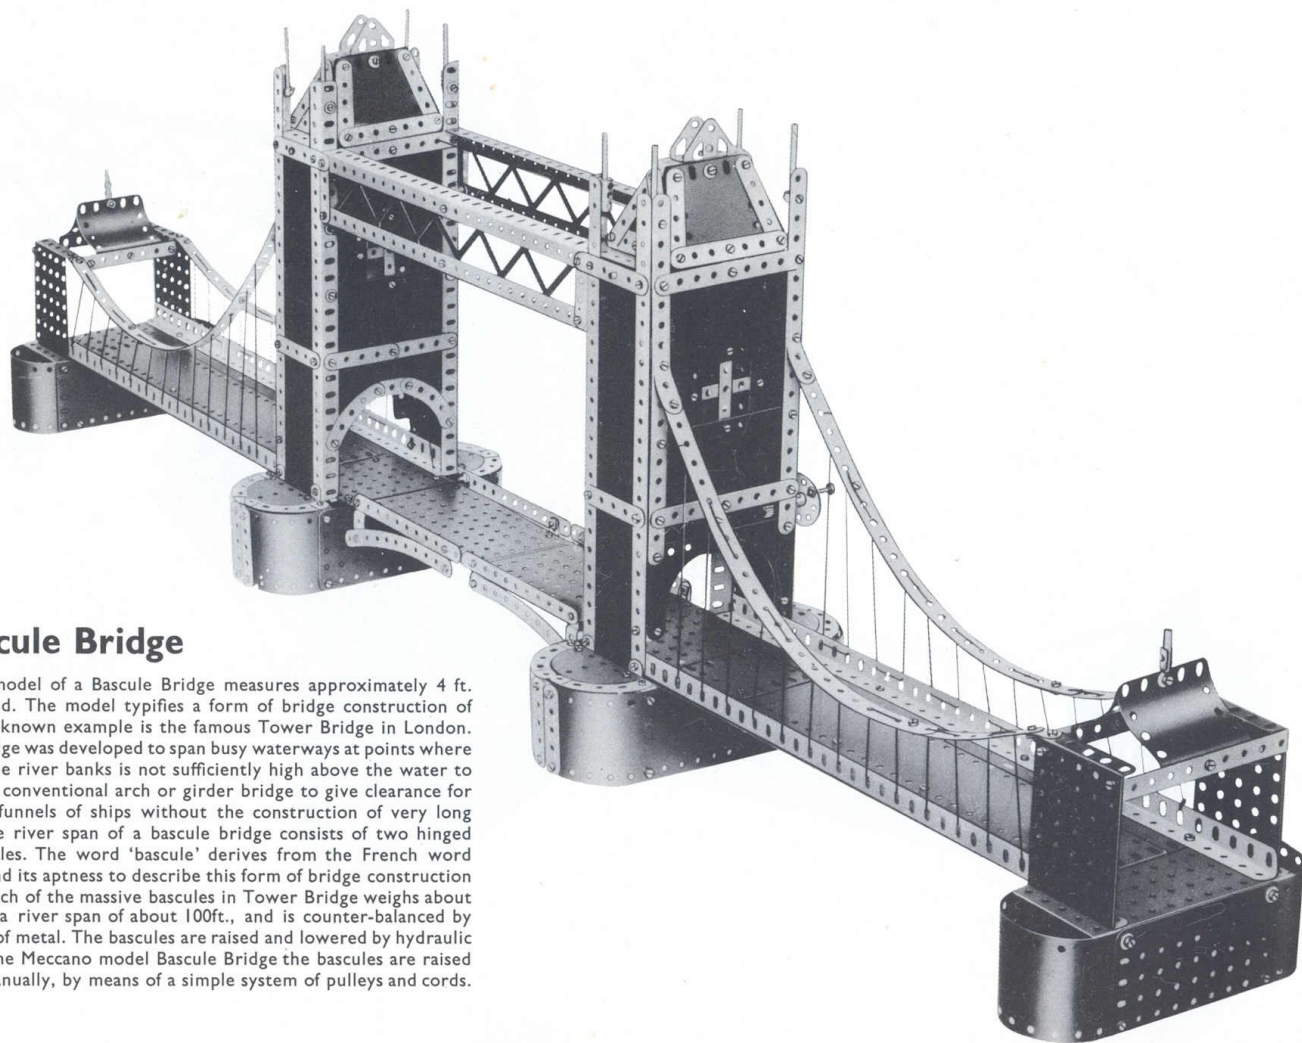 cule Bridge
model of a Bascule Bridge measures approximately 4 ft.
d. The model typifies a form of bridge construction of
known example is the famous Tower Bridge in London.
ge was developed to span busy waterways at points where
e river banks is not sufficiently high above the water to
conventional arch or girder bridge to give clearance for
funnels of ships without the construction of very long
e river span of a bascule bridge consists of two hinged
les. The word 'bascule' derives from the French word
nd its aptness to describe this form of bridge construction
ch of the massive bascules in Tower Bridge weighs about
a river span of about 100ft., and is counter-balanced by
of metal. The bascules are raised and lowered by hydraulic
he Meccano model Bascule Bridge the bascules are raised
anually, by means of a simple system of pulleys and cords.